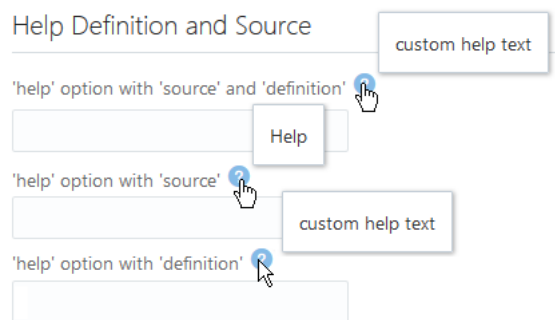 Help Definition and Source
custom help text
'help' option with 'source' and 'definition'
Help
'help' option with 'source' ?
custom help text
'help' option with 'definition' ?